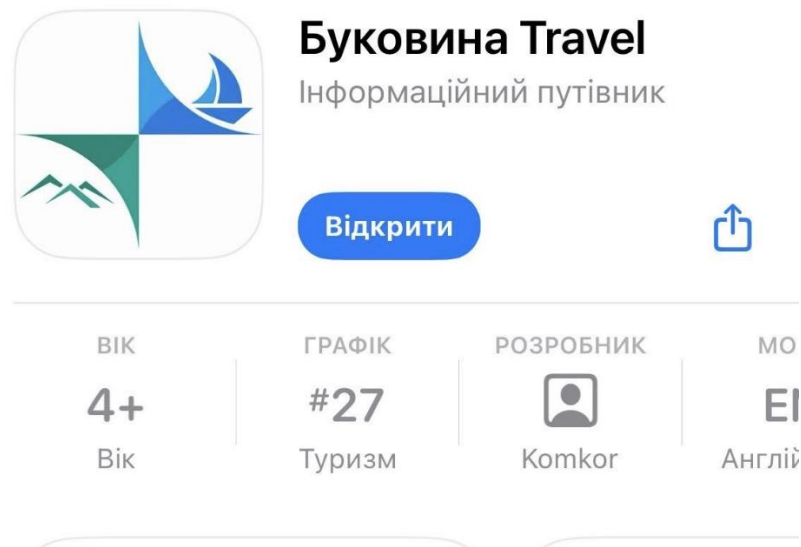 Буковина Travel
Інформаційний путівник
Відкрити
ВІК ГРАФІК РОЗРОБНИК
4+ #27
Вік Туризм Komkor